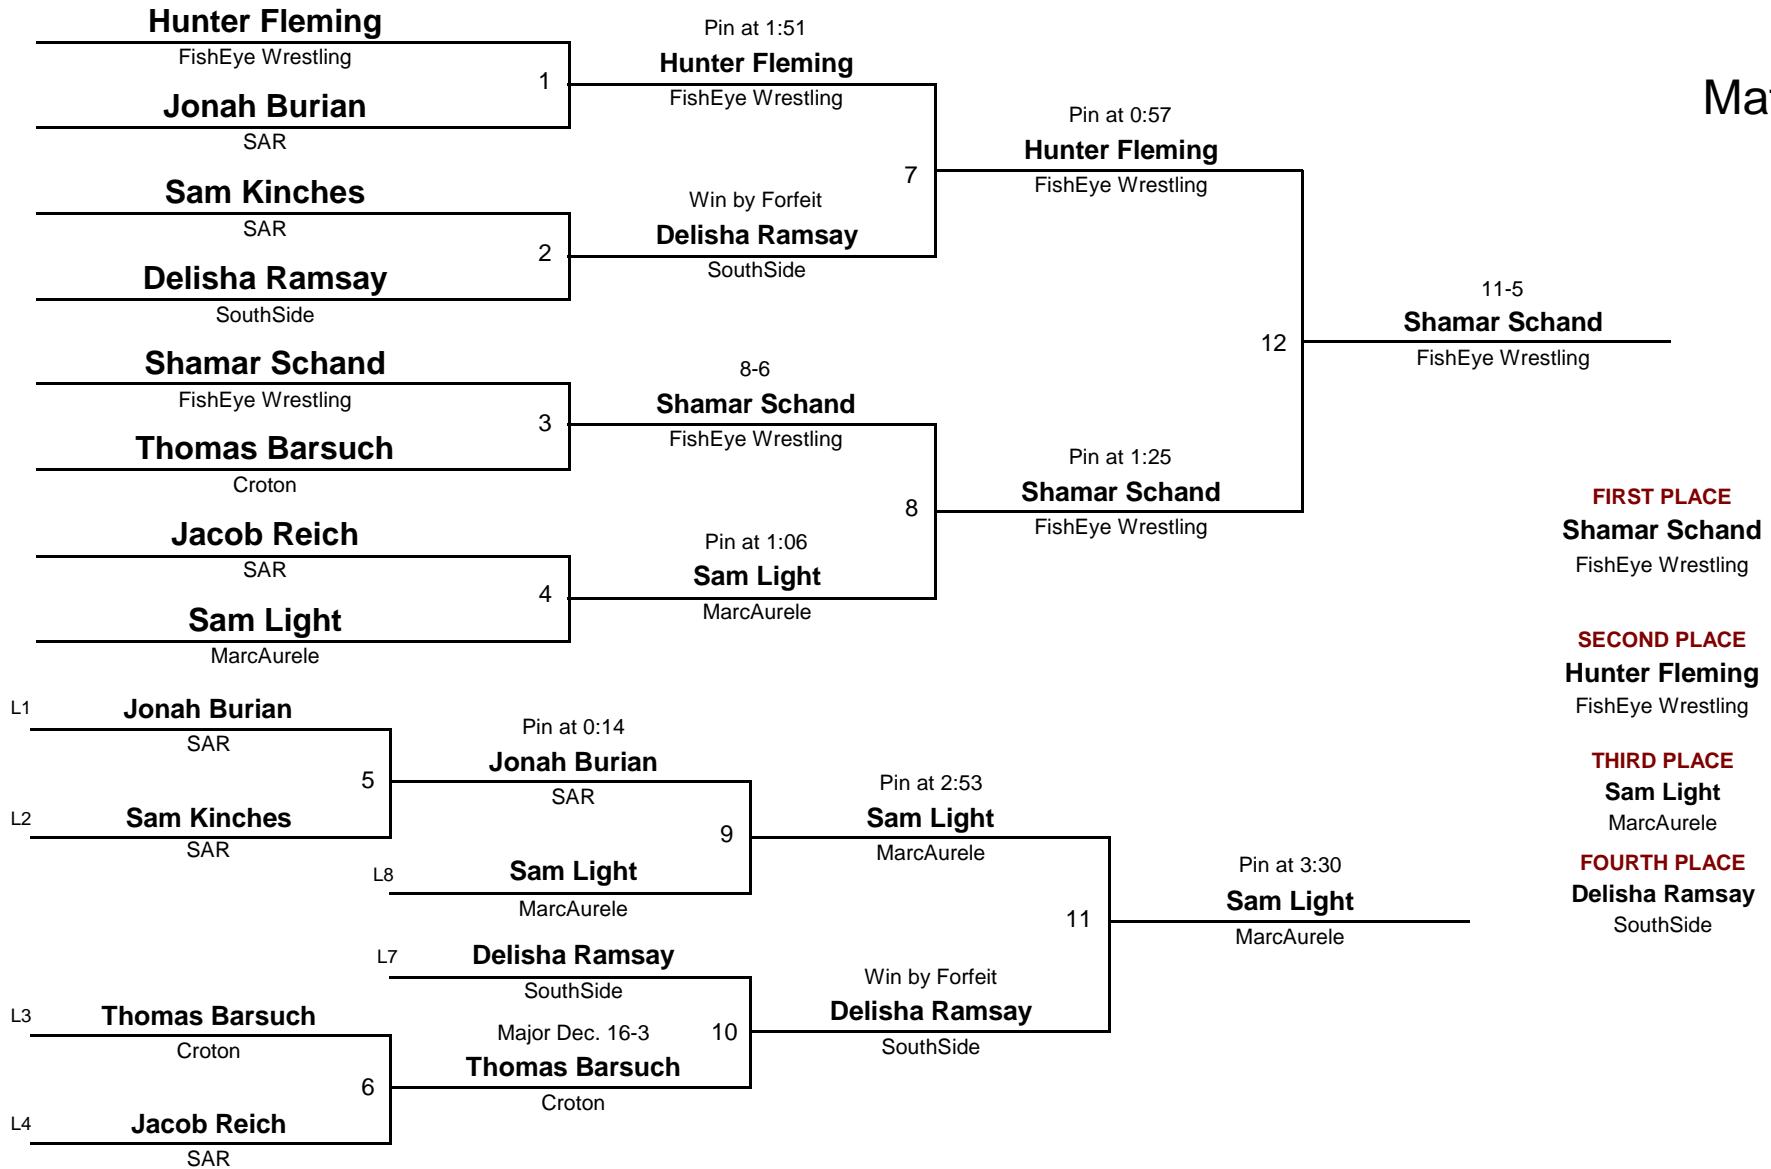 Hunter Fleming
FishEye Wrestling
1
Jonah Burian
SAR
Pin at 1:51
Hunter Fleming
FishEye Wrestling
Sam Kinches
SAR
2
Delisha Ramsay
SouthSide
Win by Forfeit
Delisha Ramsay
SouthSide
7
Pin at 0:57
Hunter Fleming
FishEye Wrestling
Shamar Schand
FishEye Wrestling
3
Thomas Barsuch
Croton
8-6
Shamar Schand
FishEye Wrestling
Jacob Reich
SAR
4
Sam Light
MarcAurele
Pin at 1:06
Sam Light
MarcAurele
8
Pin at 1:25
Shamar Schand
FishEye Wrestling
12
11-5
Shamar Schand
FishEye Wrestling
FIRST PLACE
Shamar Schand
FishEye Wrestling
SECOND PLACE
Hunter Fleming
FishEye Wrestling
THIRD PLACE
Sam Light
MarcAurele
FOURTH PLACE
Delisha Ramsay
SouthSide
L1
Jonah Burian
SAR
5
L2
Sam Kinches
SAR
Pin at 0:14
Jonah Burian
SAR
9
L8
Sam Light
MarcAurele
Pin at 2:53
Sam Light
MarcAurele
L7
Delisha Ramsay
SouthSide
10
L3
Thomas Barsuch
Croton
6
L4
Jacob Reich
SAR
Major Dec. 16-3
Thomas Barsuch
Croton
Win by Forfeit
Delisha Ramsay
SouthSide
11
Pin at 3:30
Sam Light
MarcAurele